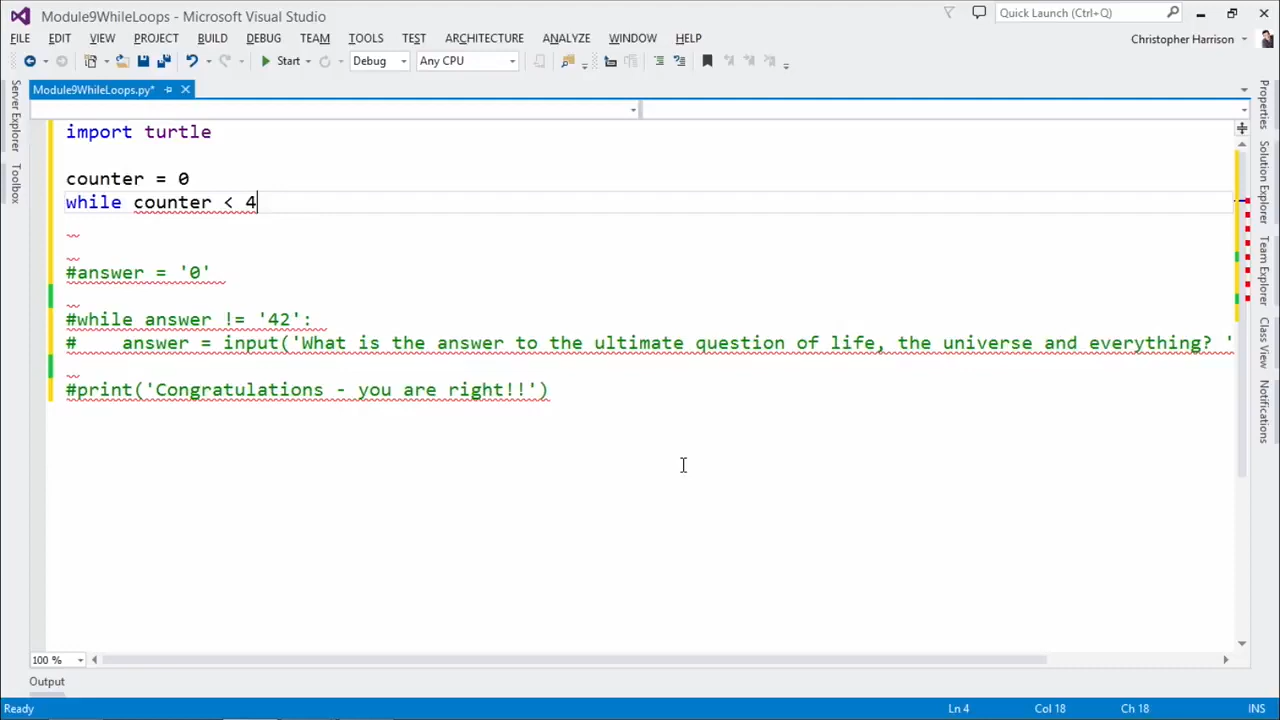 Module9WhileLoops - Microsoft Visual Studio
Quick Launch (Ctrl+Q)
FILE EDIT VIEW PROJECT BUILD DEBUG TEAM TOOLS TEST ARCHITECTURE ANALYZE WINDOW HELP
Christopher Harrison
Start Debug Any CPU
Module9WhileLoops.py*
Server Explorer
Toolbox
import turtle
counter = 0
while counter < 4
#answer = '0'
#while answer != '42':
#    answer = input('What is the answer to the ultimate question of life, the universe and everything? '
#print('Congratulations - you are right!!')
Properties
Solution Explorer
Team Explorer
Class View
Notifications
100 %
Output
Ready
Ln 4 Col 18 Ch 18 INS